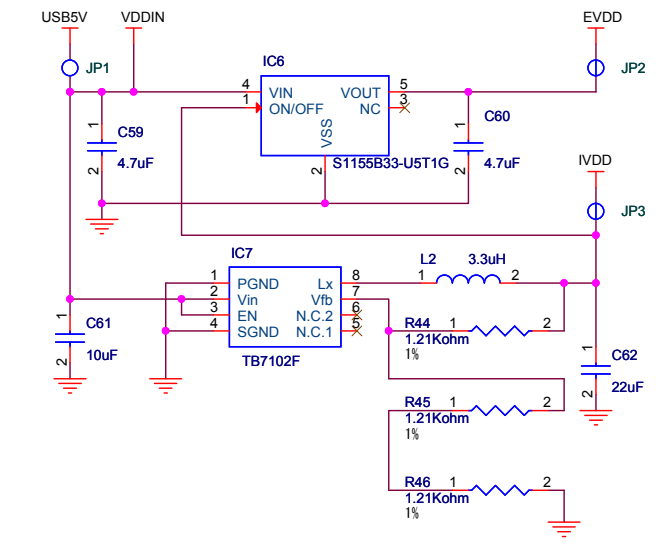 USB5V
VDDIN
EVDD
JP1
JP2
IC6
4 VIN VOUT 5
1 ON/OFF NC 3
VSS
2
S1155B33-U5T1G
1
C59
4.7uF
2
1
C60
4.7uF
2
IVDD
JP3
IC7
1 PGND Lx 8
2 Vin Vfb 7
3 EN N.C.2 6
4 SGND N.C.1 5
TB7102F
L2 3.3uH
1 2
1
C61
10uF
2
R44 1 2
1.21Kohm
1%
1
C62
22uF
2
R45 1 2
1.21Kohm
1%
R46 1 2
1.21Kohm
1%